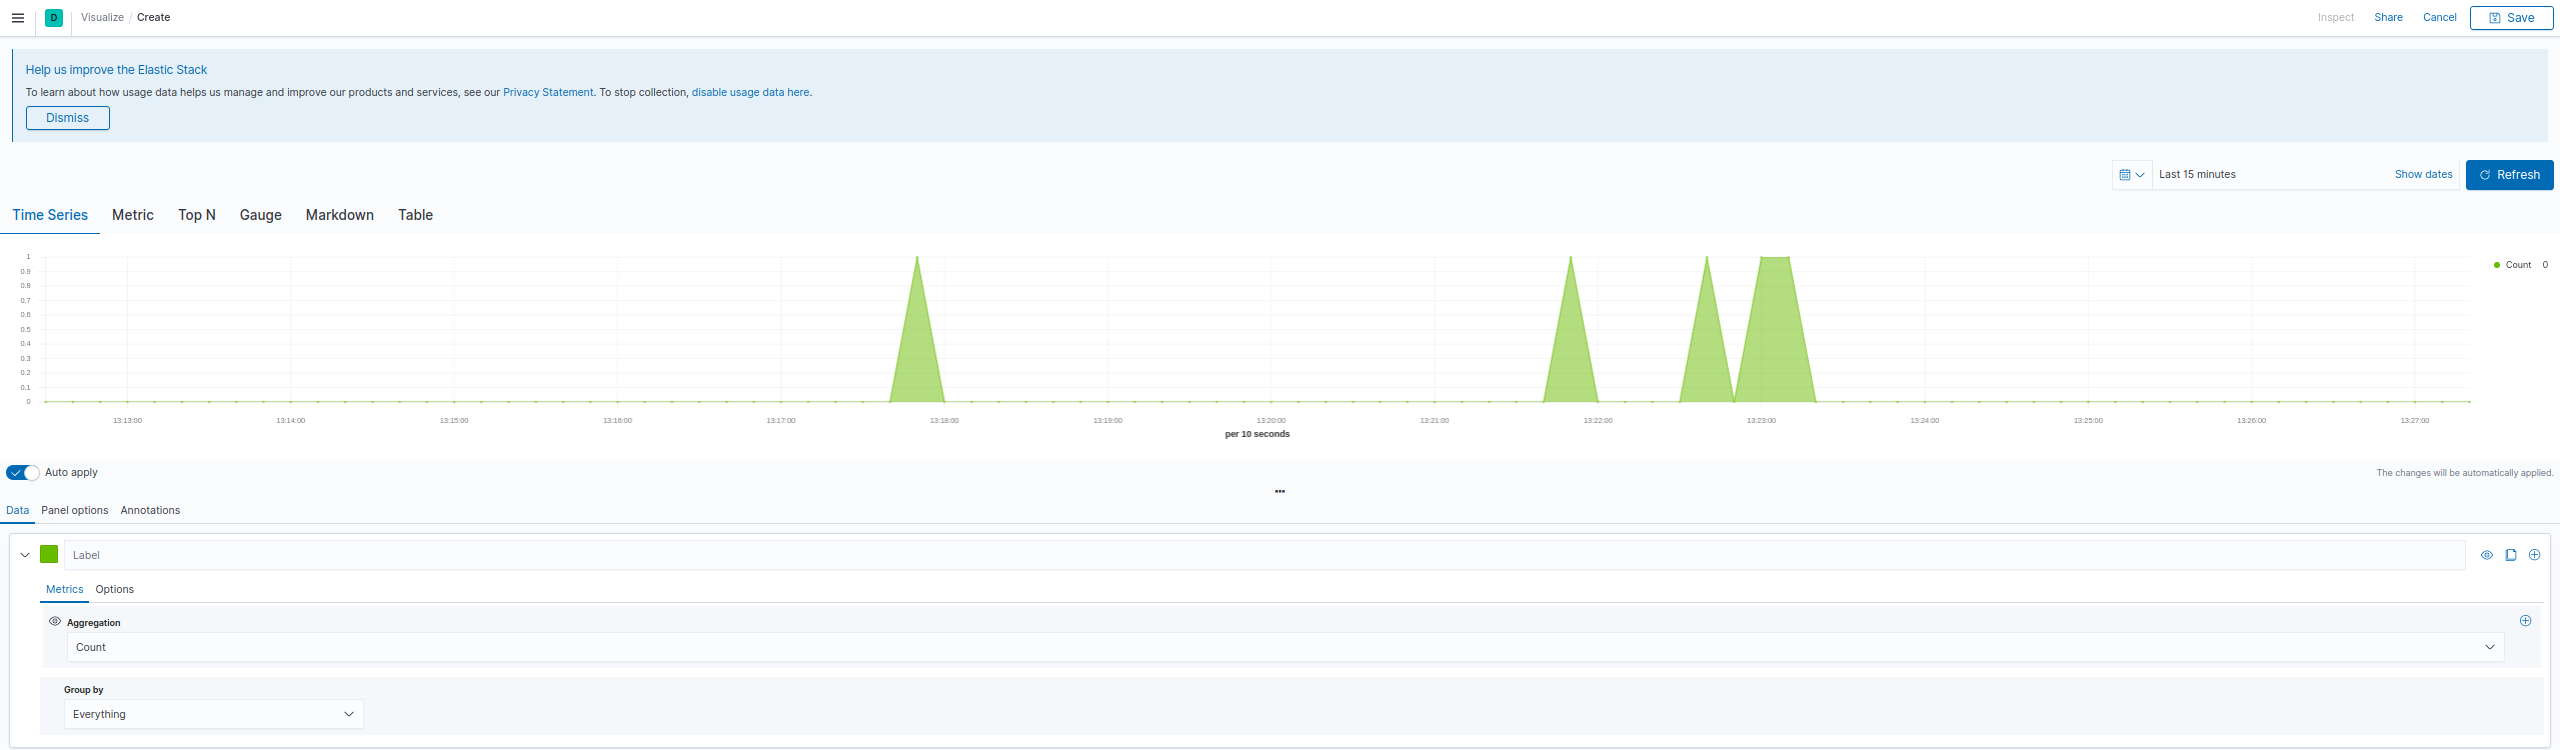 D Visualize / Create Inspect Share Cancel Save
Help us improve the Elastic Stack
To learn about how usage data helps us manage and improve our products and services, see our Privacy Statement. To stop collection, disable usage data here.
Dismiss
Last 15 minutes Show dates Refresh
Time Series Metric Top N Gauge Markdown Table
1
0.9
0.8
0.7
0.6
0.5
0.4
0.3
0.2
0.1
0
Count 0
13:13:00 13:14:00 13:15:00 13:16:00 13:17:00 13:18:00 13:19:00 13:20:00 13:21:00 13:22:00 13:23:00 13:24:00 13:25:00 13:26:00 13:27:00
per 10 seconds
Auto apply The changes will be automatically applied.
Data Panel options Annotations
Label
Metrics Options
Aggregation
Count
Group by
Everything